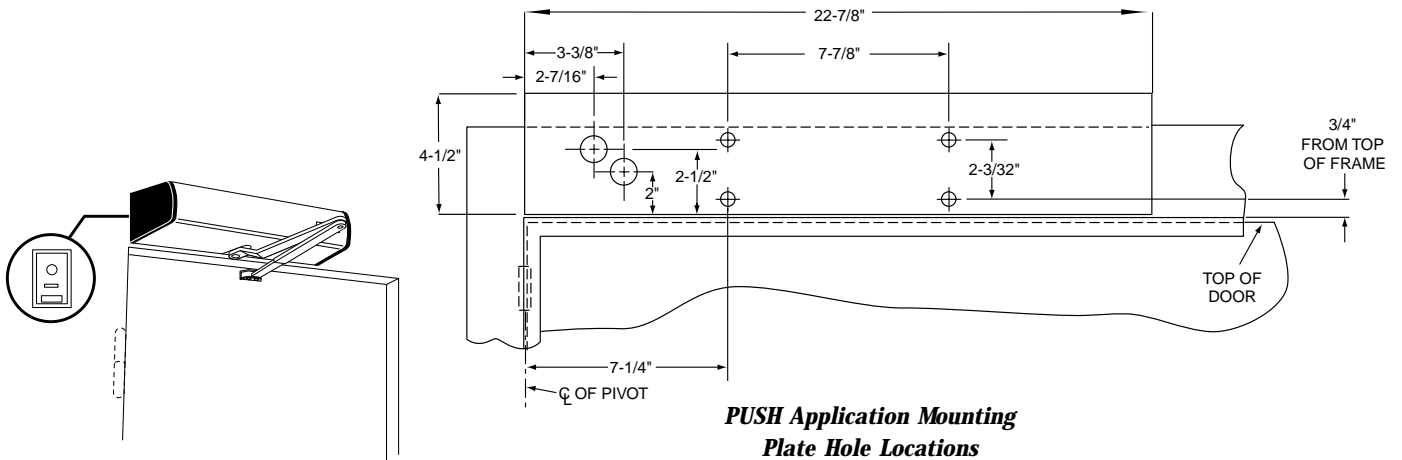 22-7/8"
3-3/8"
7-7/8"
2-7/16"
3/4"
FROM TOP
OF FRAME
4-1/2"
2-1/2"
2"
2-3/32"
TOP OF
DOOR
7-1/4"
℄ OF PIVOT
PUSH Application Mounting
Plate Hole Locations